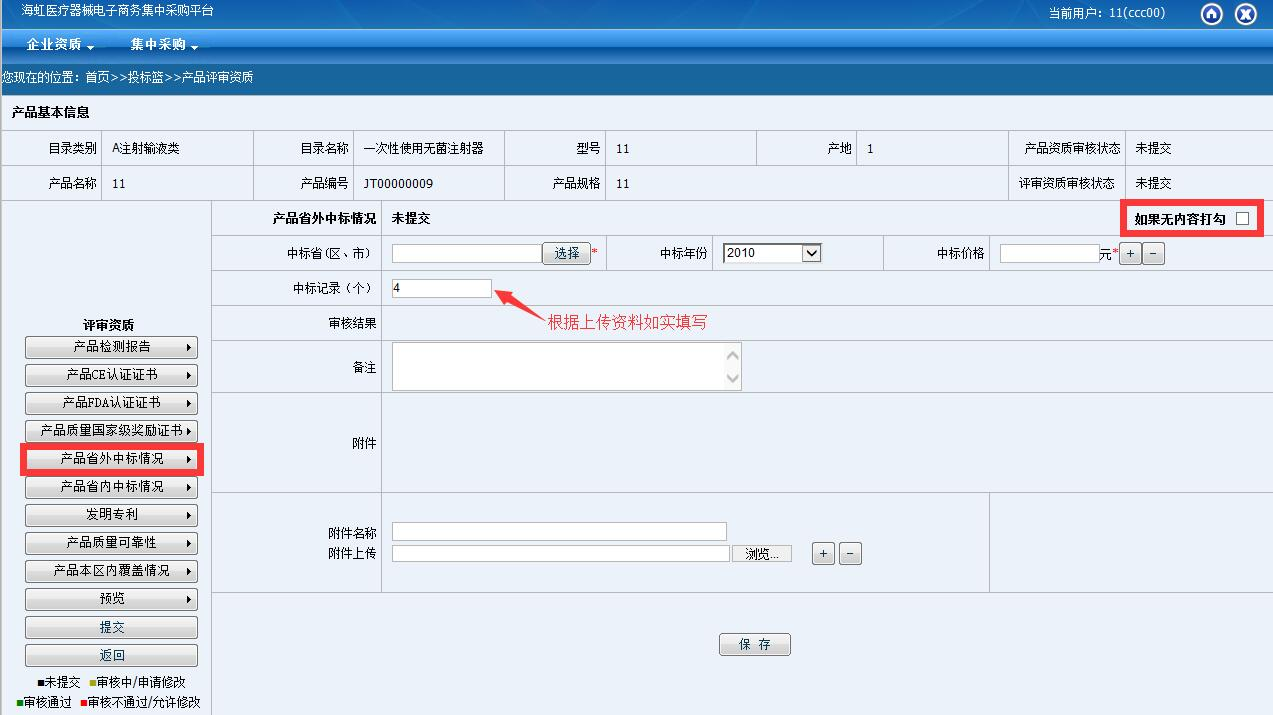 海虹医疗器械电子商务集中采购平台 当前用户：11(ccc00)
企业资质 集中采购
您现在的位置：首页>>投标篮>>产品评审资质
产品基本信息
目录类别 A注射输液类 目录名称 一次性使用无菌注射器 型号 11 产地 1 产品资质审核状态 未提交
产品名称 11 产品编号 JT00000009 产品规格 11 评审资质审核状态 未提交
产品省外中标情况 未提交 如果无内容打勾
中标省(区、市) 选择 * 中标年份 2010 中标价格 元* + −
中标记录（个） 4
根据上传资料如实填写
审核结果
备注
附件
附件名称
附件上传 浏览... + −
保 存
评审资质
产品检测报告
产品CE认证证书
产品FDA认证证书
产品质量国家级奖励证书
产品省外中标情况
产品省内中标情况
发明专利
产品质量可靠性
产品本区内覆盖情况
预览
提交
返回
■未提交 ■审核中/申请修改
■审核通过 ■审核不通过/允许修改